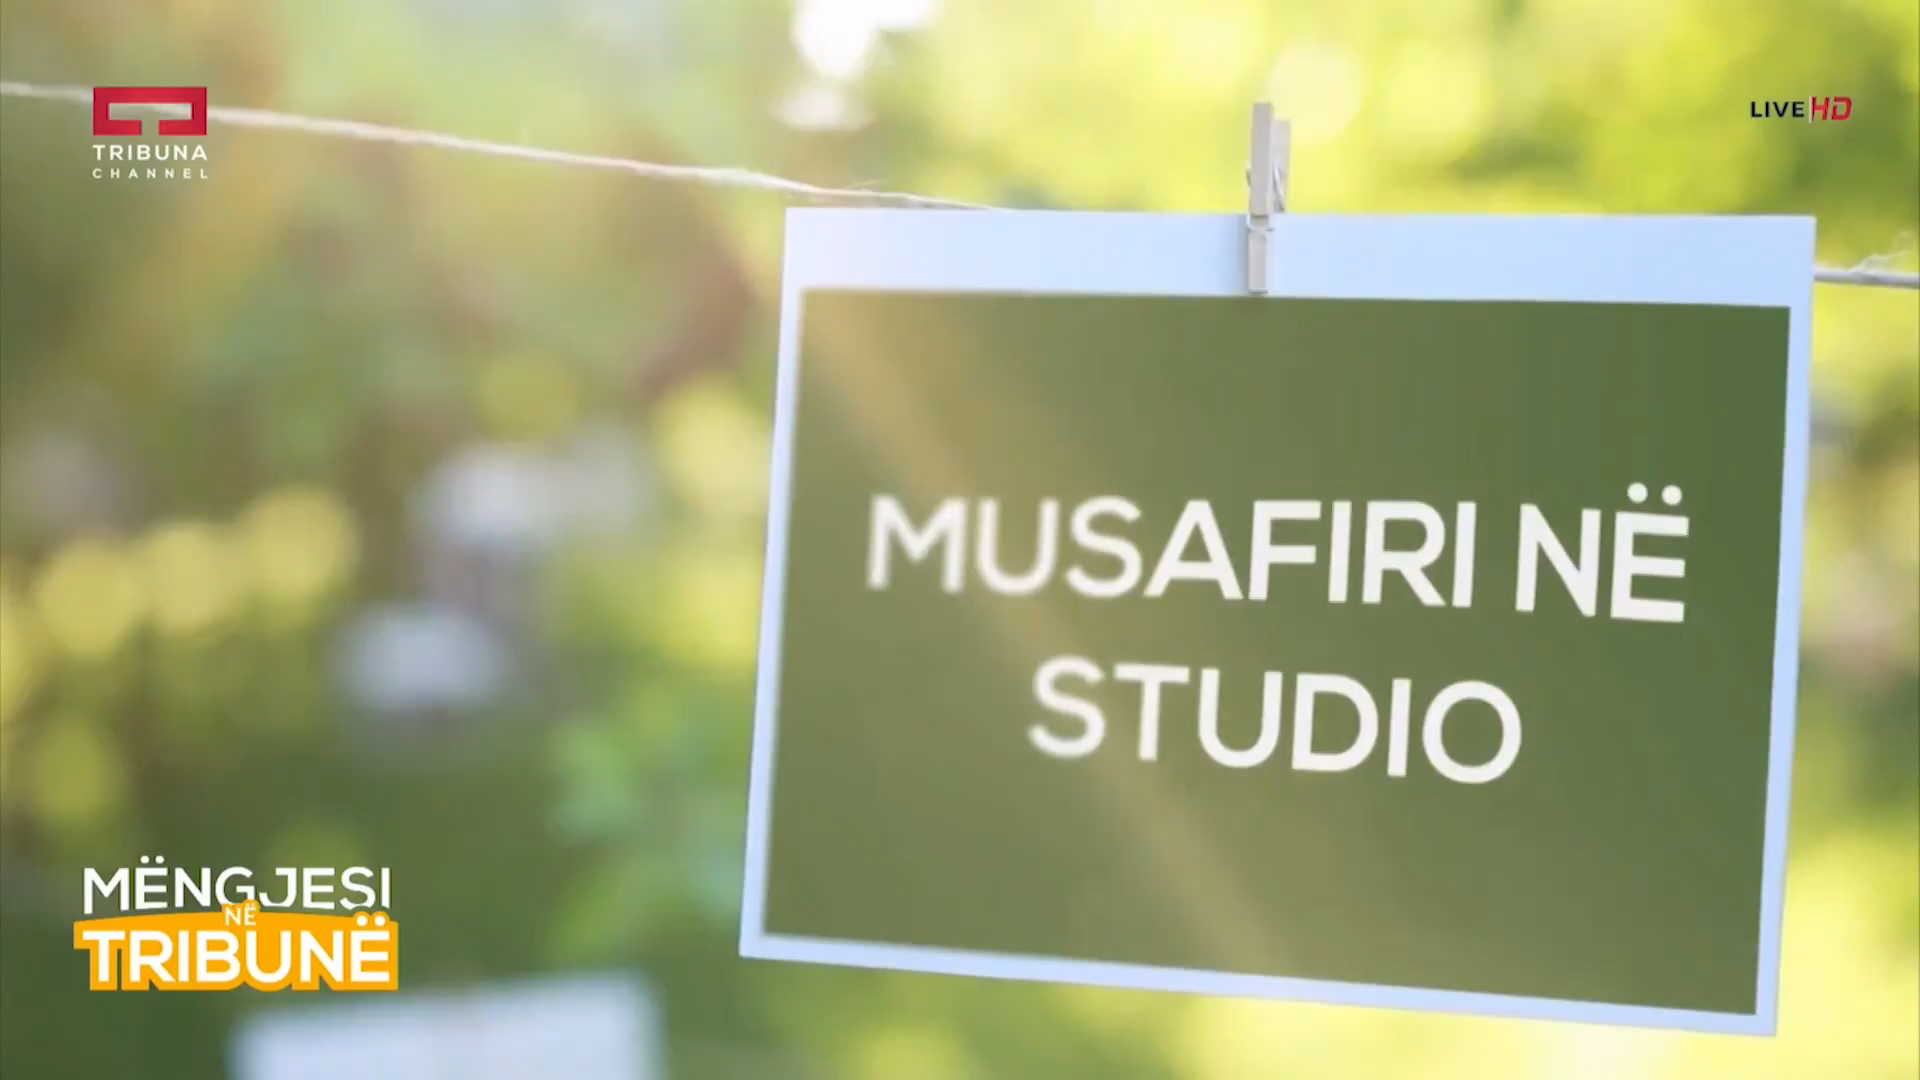 TRIBUNA
CHANNEL
LIVE HD
MUSAFIRI NË
STUDIO
MËNGJESI
NË
TRIBUNË